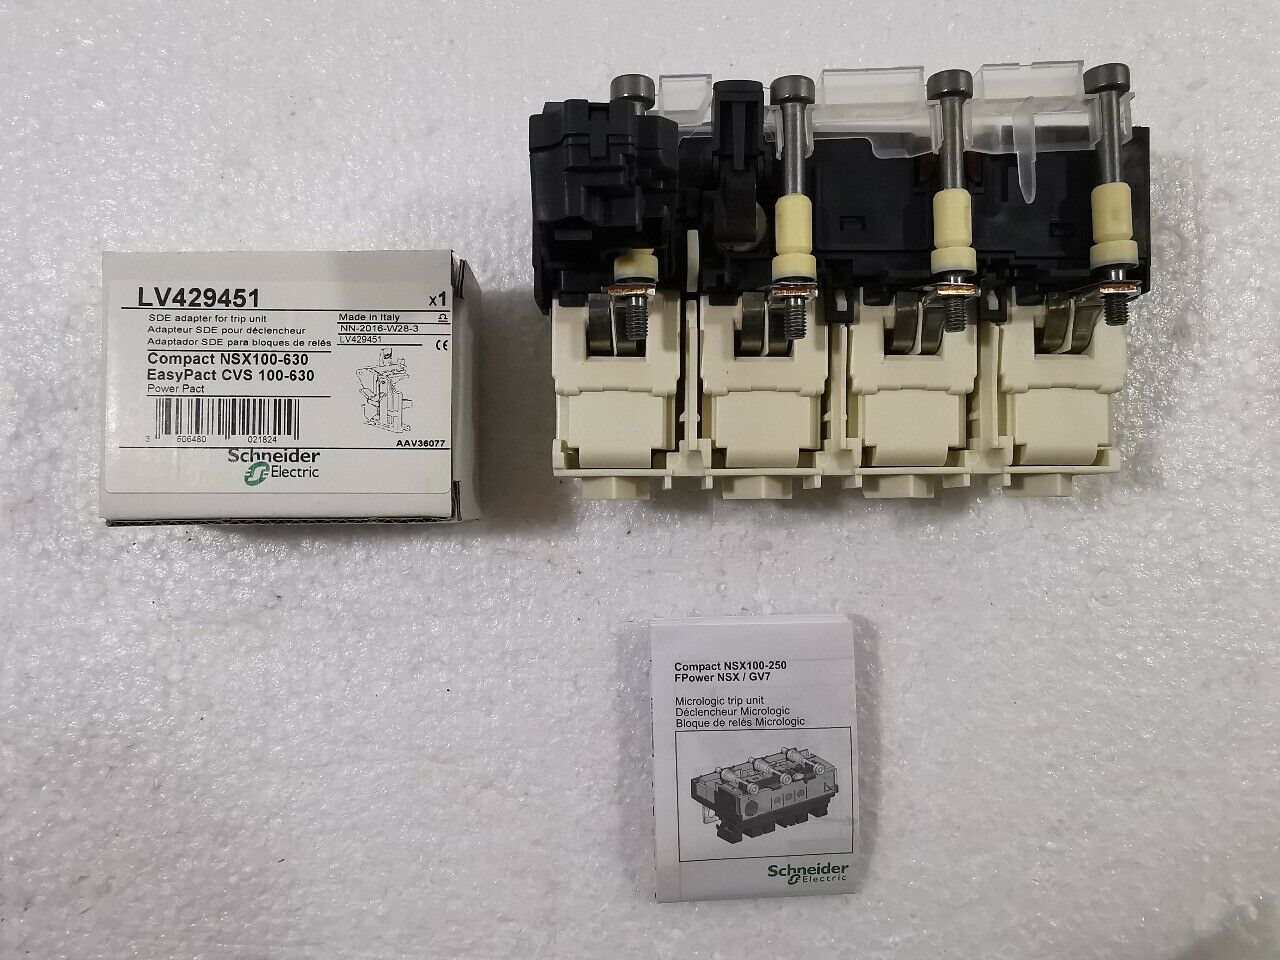 LV429451
x1
SDE adapter for trip unit
Adapteur SDE pour déclencheur
Adaptador SDE para bloques de relés
Made in Italy
NN-2016-W28-3
LV429451
CE
Compact NSX100-630
EasyPact CVS 100-630
Power Pact
3 606480 021824
AAV36077
Schneider
Electric
Compact NSX100-250
FPower NSX / GV7
Micrologic trip unit
Déclencheur Micrologic
Bloque de relés Micrologic
Schneider
Electric